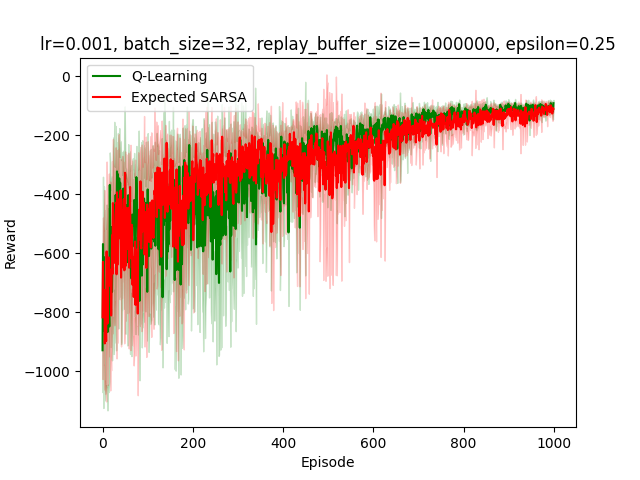 lr=0.001, batch_size=32, replay_buffer_size=1000000, epsilon=0.25
Q-Learning
Expected SARSA
0
−200
−400
−600
−800
−1000
Reward
0 200 400 600 800 1000
Episode